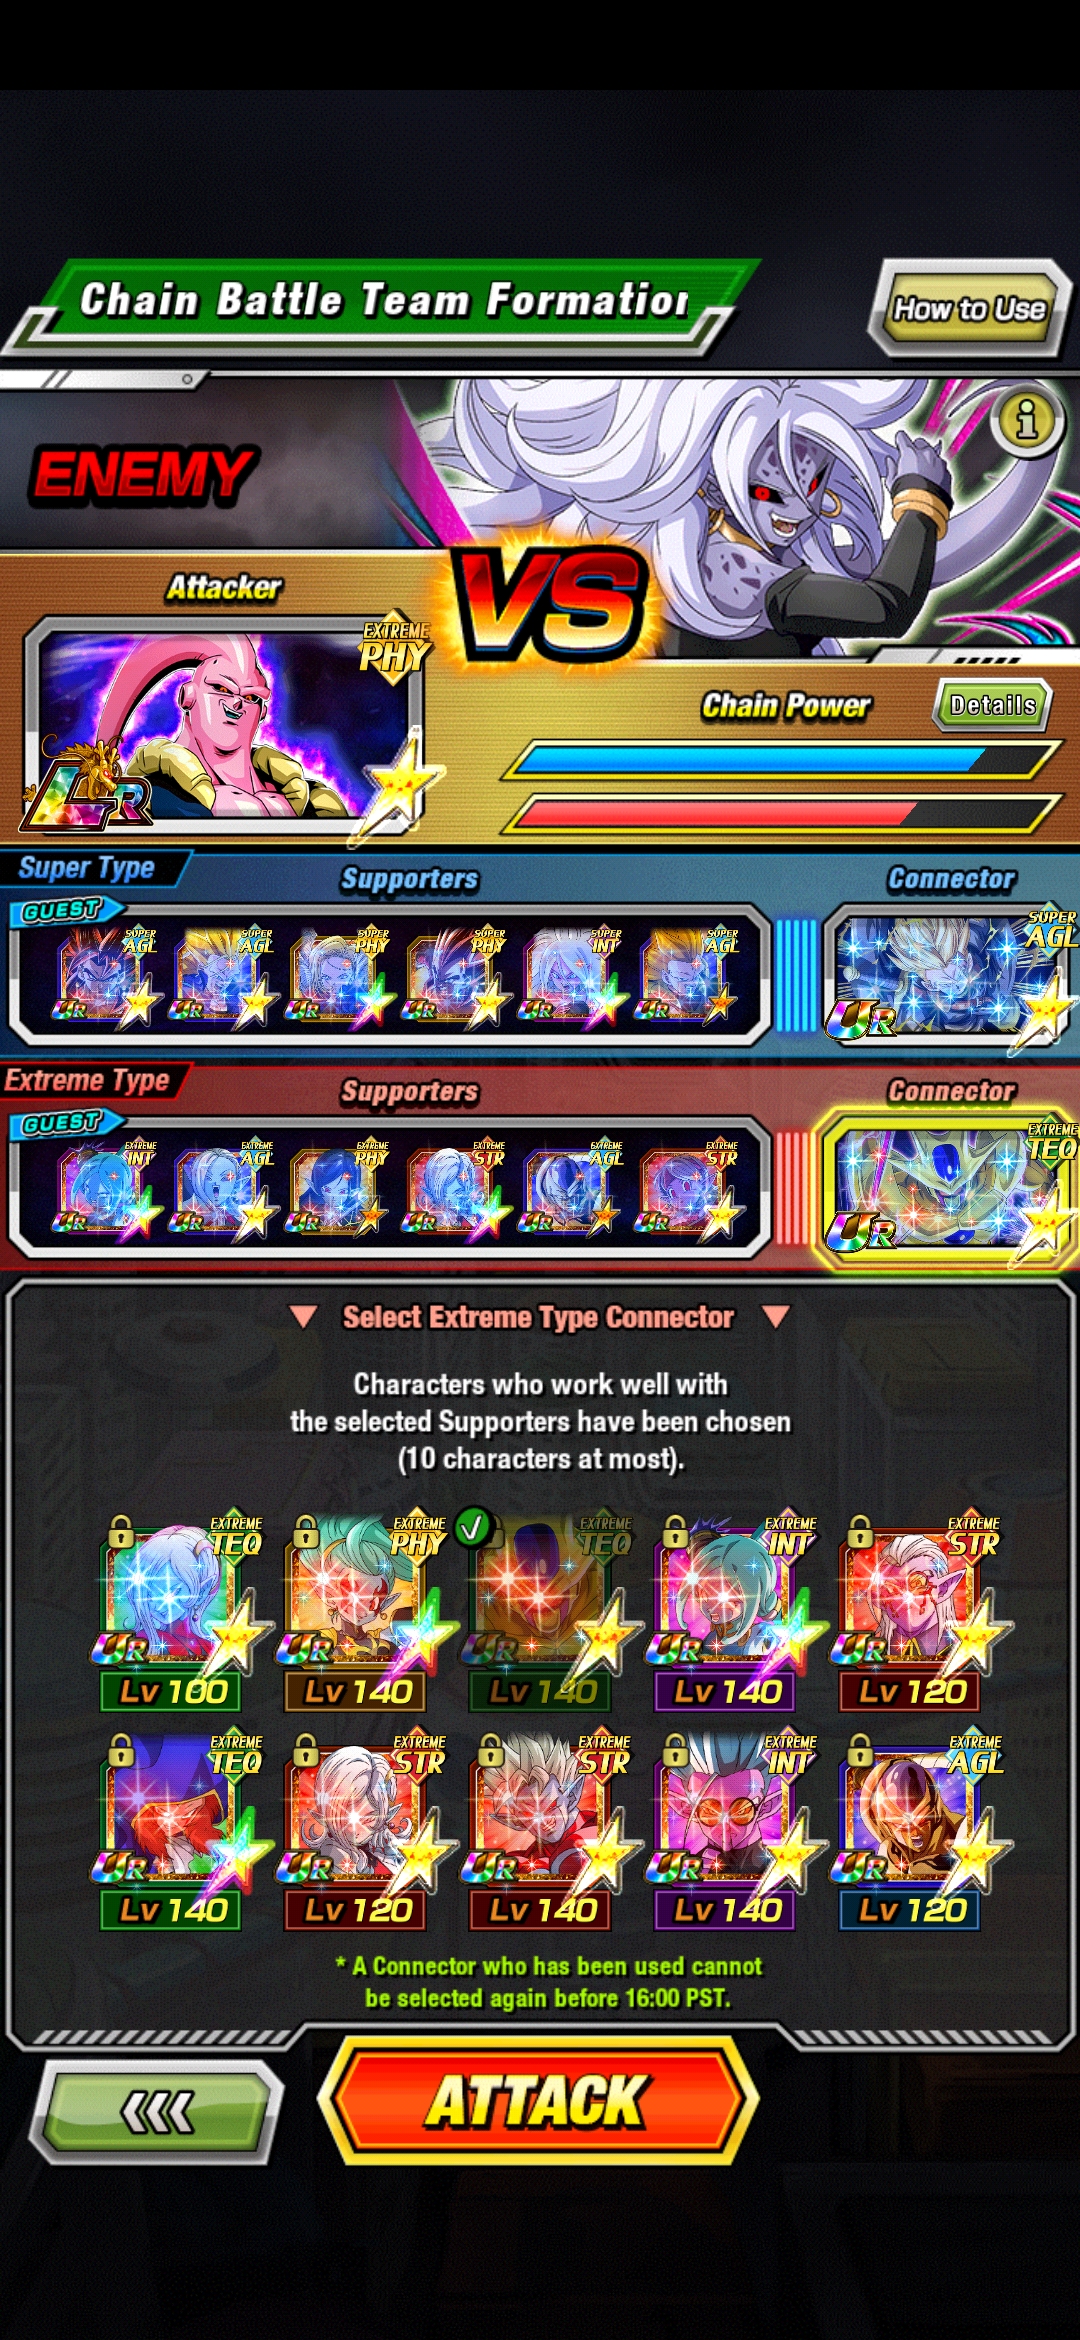 Chain Battle Team Formation
How to Use
ENEMY
i
VS
Attacker
EXTREME
PHY
LR
Chain Power
Details
Super Type
Supporters
Connector
GUEST
SUPER AGL
SUPER AGL
SUPER PHY
SUPER PHY
SUPER INT
SUPER AGL
SUPER AGL
UR UR UR UR UR UR UR
Extreme Type
Supporters
Connector
GUEST
EXTREME INT
EXTREME AGL
EXTREME PHY
EXTREME STR
EXTREME AGL
EXTREME STR
EXTREME TEQ
UR UR UR UR UR UR UR
Select Extreme Type Connector
Characters who work well with
the selected Supporters have been chosen
(10 characters at most).
EXTREME TEQ
EXTREME PHY
EXTREME TEQ
EXTREME INT
EXTREME STR
UR UR UR UR UR
Lv 100 Lv 140 Lv 140 Lv 140 Lv 120
EXTREME TEQ
EXTREME STR
EXTREME STR
EXTREME INT
EXTREME AGL
UR UR UR UR UR
Lv 140 Lv 120 Lv 140 Lv 140 Lv 120
* A Connector who has been used cannot
be selected again before 16:00 PST.
ATTACK